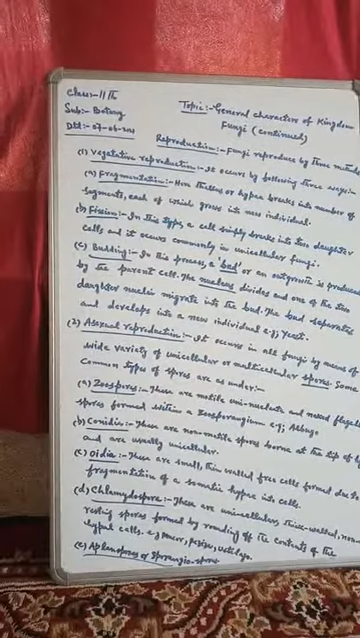 Class:- 11th
Sub:- Botany
Dtd:- 07-06-202
Topic:- General characters of Kingdom
Fungi (continued)
Reproduction:- Fungi reproduce by three methods
(1) Vegetative reproduction:- It occurs by following three ways:-
(a) Fragmentation:- Here thallus or hypha breaks into number of
segments, each of which grows into new individual.
(b) Fission:- In this type, a cell simply breaks into two daughter
cells and it occurs commonly in unicellular fungi.
(c) Budding:- In this process, a 'bud' or an outgrowth is produced
by the parent cell. The nucleus divides and one of the two
daughter nuclei migrate into the bud. The bud separates
and develops into a new individual e.g; Yeast.
(2) Asexual reproduction:- It occurs in all fungi by means of
wide variety of unicellular or multicellular spores. Some
Common types of spores are as under:-
(a) Zoospores:- These are motile uni-nucleate and naked flagell
spores formed within a Zoosporangium e.g; Albugo.
(b) Conidia:- These are non-motile spores borne at the tip of
and are usually unicellular.
(c) Oidia:- These are small, thin walled free cells formed due to
fragmentation of a somatic hypha into cells.
(d) Chlamydospore:- These are unicellular, thick-walled, non-
resting spores formed by rounding off the contents of the
hyphal cells. e.g mucor, peziza, ustilago.
(e) Aplanospores or Sporangio-spores